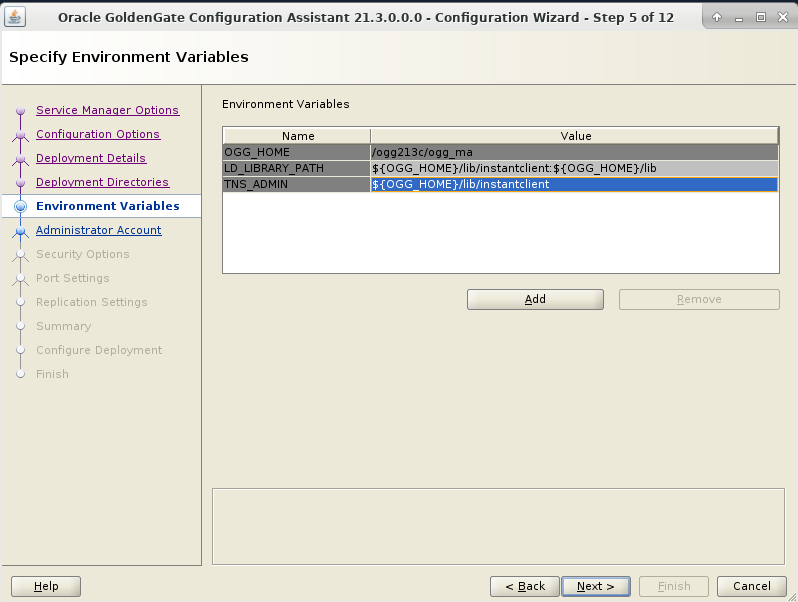 Oracle GoldenGate Configuration Assistant 21.3.0.0.0 - Configuration Wizard - Step 5 of 12
Specify Environment Variables
Service Manager Options
Configuration Options
Deployment Details
Deployment Directories
Environment Variables
Administrator Account
Security Options
Port Settings
Replication Settings
Summary
Configure Deployment
Finish
Environment Variables
Name Value
OGG_HOME /ogg213c/ogg_ma
LD_LIBRARY_PATH ${OGG_HOME}/lib/instantclient:${OGG_HOME}/lib
TNS_ADMIN ${OGG_HOME}/lib/instantclient
Add Remove
Help < Back Next > Finish Cancel